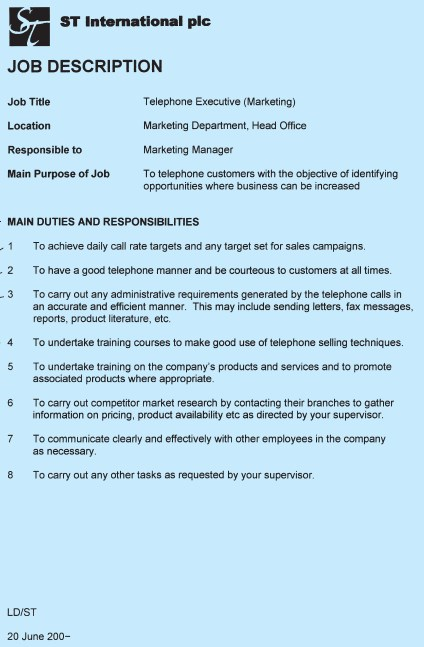 ST
ST International plc
JOB DESCRIPTION
Job Title Telephone Executive (Marketing)
Location Marketing Department, Head Office
Responsible to Marketing Manager
Main Purpose of Job To telephone customers with the objective of identifying
opportunities where business can be increased
MAIN DUTIES AND RESPONSIBILITIES
1 To achieve daily call rate targets and any target set for sales campaigns.
2 To have a good telephone manner and be courteous to customers at all times.
3 To carry out any administrative requirements generated by the telephone calls in
an accurate and efficient manner. This may include sending letters, fax messages,
reports, product literature, etc.
4 To undertake training courses to make good use of telephone selling techniques.
5 To undertake training on the company's products and services and to promote
associated products where appropriate.
6 To carry out competitor market research by contacting their branches to gather
information on pricing, product availability etc as directed by your supervisor.
7 To communicate clearly and effectively with other employees in the company
as necessary.
8 To carry out any other tasks as requested by your supervisor.
LD/ST
20 June 200–